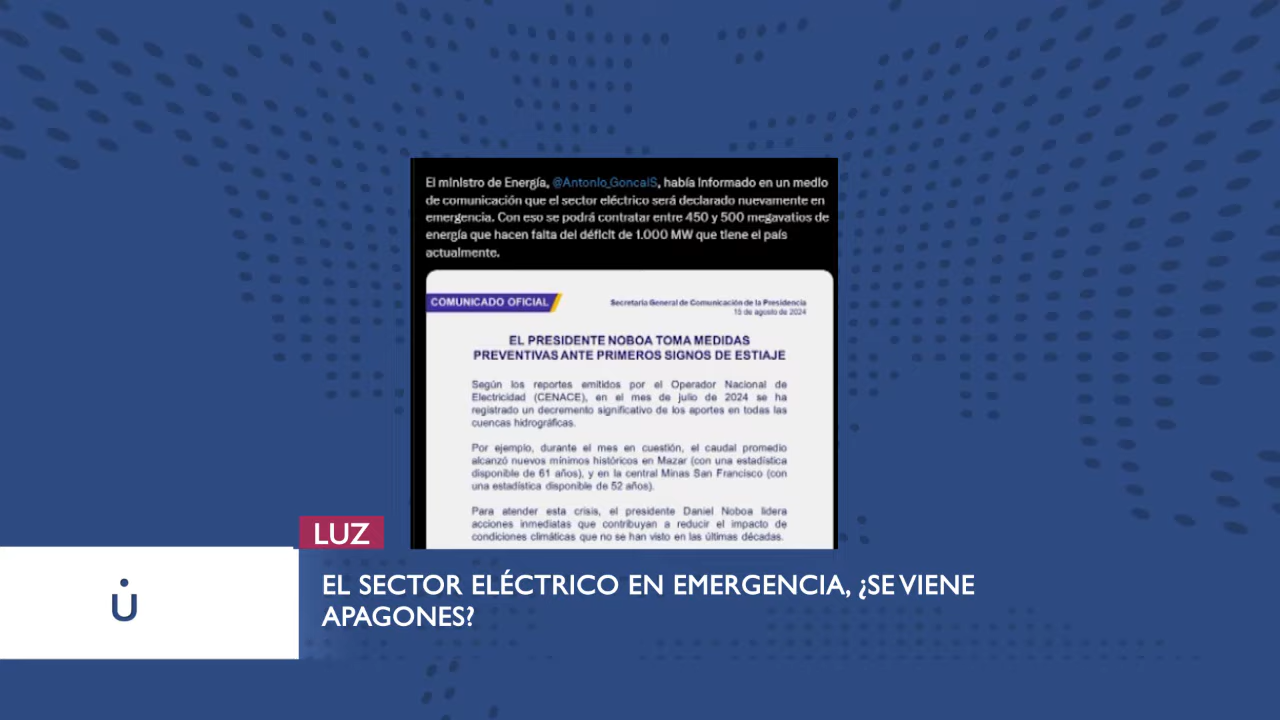 El ministro de Energía, @Antonio_GoncalS, había informado en un medio
de comunicación que el sector eléctrico será declarado nuevamente en
emergencia. Con eso se podrá contratar entre 450 y 500 megavatios de
energía que hacen falta del déficit de 1.000 MW que tiene el país
actualmente.
COMUNICADO OFICIAL
Secretaría General de Comunicación de la Presidencia
15 de agosto de 2024
EL PRESIDENTE NOBOA TOMA MEDIDAS
PREVENTIVAS ANTE PRIMEROS SIGNOS DE ESTIAJE
Según los reportes emitidos por el Operador Nacional de
Electricidad (CENACE), en el mes de julio de 2024 se ha
registrado un decremento significativo de los aportes en todas las
cuencas hidrográficas.
Por ejemplo, durante el mes en cuestión, el caudal promedio
alcanzó nuevos mínimos históricos en Mazar (con una estadística
disponible de 61 años), y en la central Minas San Francisco (con
una estadística disponible de 52 años).
Para atender esta crisis, el presidente Daniel Noboa lidera
acciones inmediatas que contribuyan a reducir el impacto de
condiciones climáticas que no se han visto en las últimas décadas.
LUZ
EL SECTOR ELÉCTRICO EN EMERGENCIA, ¿SE VIENE
APAGONES?